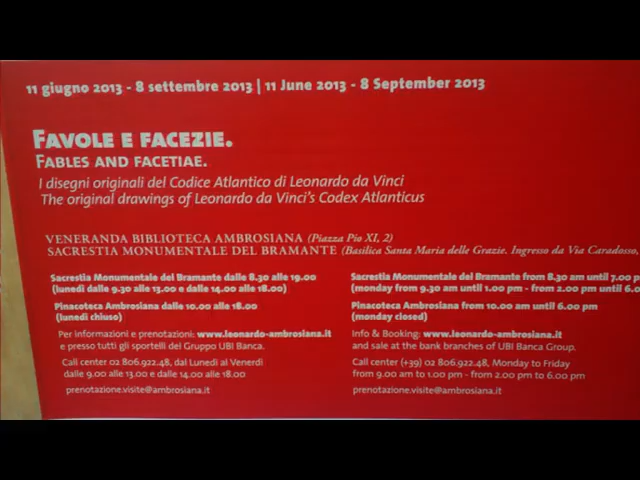 11 giugno 2013 - 8 settembre 2013 | 11 June 2013 - 8 September 2013
FAVOLE E FACEZIE.
FABLES AND FACETIAE.
I disegni originali del Codice Atlantico di Leonardo da Vinci
The original drawings of Leonardo da Vinci's Codex Atlanticus
VENERANDA BIBLIOTECA AMBROSIANA (Piazza Pio XI, 2)
SACRESTIA MONUMENTALE DEL BRAMANTE (Basilica Santa Maria delle Grazie. Ingresso da Via Caradosso,
Sacrestia Monumentale del Bramante dalle 8.30 alle 19.00
(lunedì dalle 9.30 alle 13.00 e dalle 14.00 alle 18.00)
Pinacoteca Ambrosiana dalle 10.00 alle 18.00
(lunedì chiuso)
Per informazioni e prenotazioni: www.leonardo-ambrosiana.it
e presso tutti gli sportelli del Gruppo UBI Banca.
Call center 02 806.922.48, dal Lunedì al Venerdì
dalle 9.00 alle 13.00 e dalle 14.00 alle 18.00
prenotazione.visite@ambrosiana.it
Sacrestia Monumentale del Bramante from 8.30 am until 7.00 p
(monday from 9.30 am until 1.00 pm - from 2.00 pm until 6.0
Pinacoteca Ambrosiana from 10.00 am until 6.00 pm
(monday closed)
Info & Booking: www.leonardo-ambrosiana.it
and sale at the bank branches of UBI Banca Group.
Call center (+39) 02 806.922.48, Monday to Friday
from 9.00 am to 1.00 pm - from 2.00 pm to 6.00 pm
prenotazione.visite@ambrosiana.it